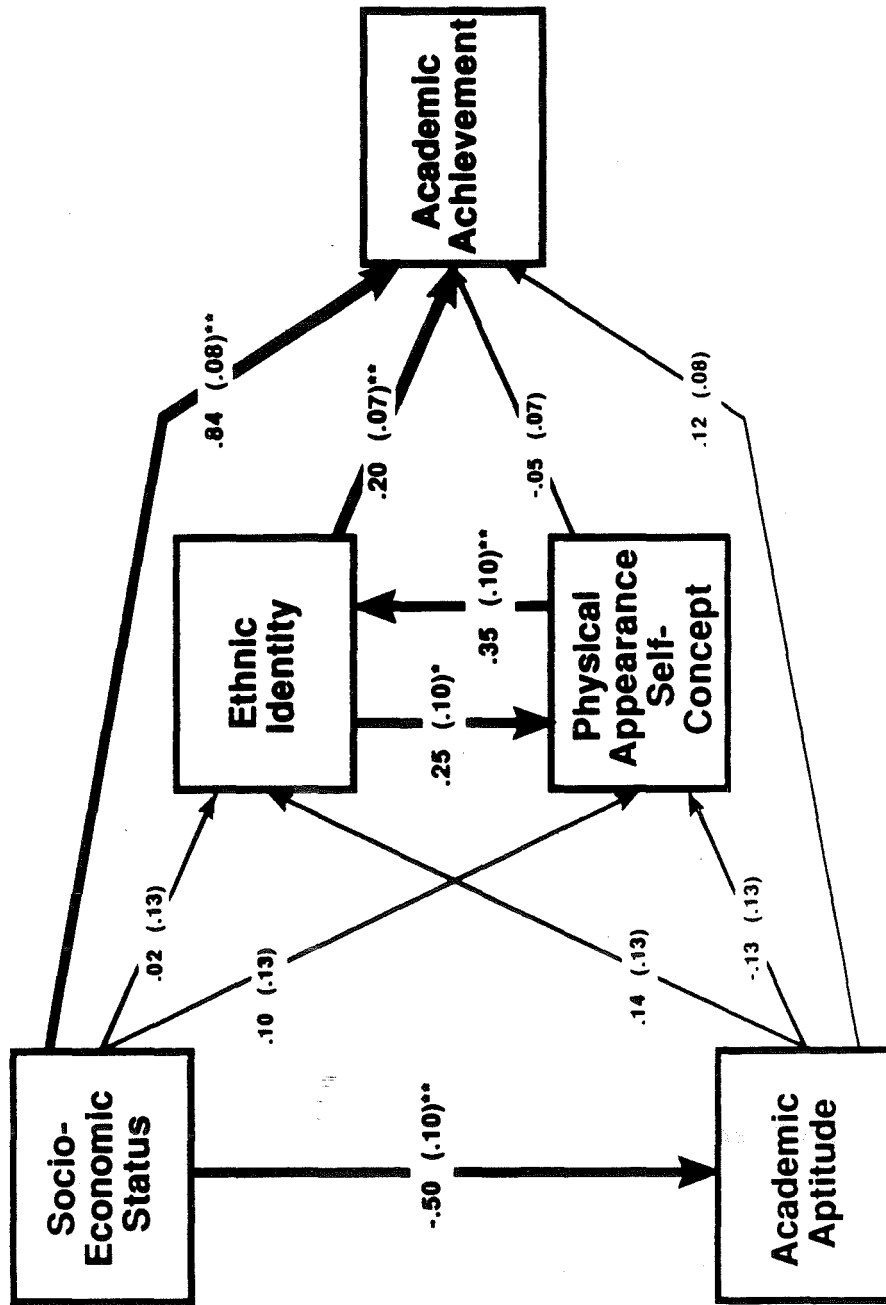 Socio-
Economic
Status
Academic
Aptitude
Ethnic
Identity
Physical
Appearance
Self-
Concept
Academic
Achievement
.84 (.08)**
.20 (.07)**
-.05 (.07)
.12 (.08)
.25 (.10)*
.35 (.10)**
.02 (.13)
.10 (.13)
.14 (.13)
-.13 (.13)
-.50 (.10)**